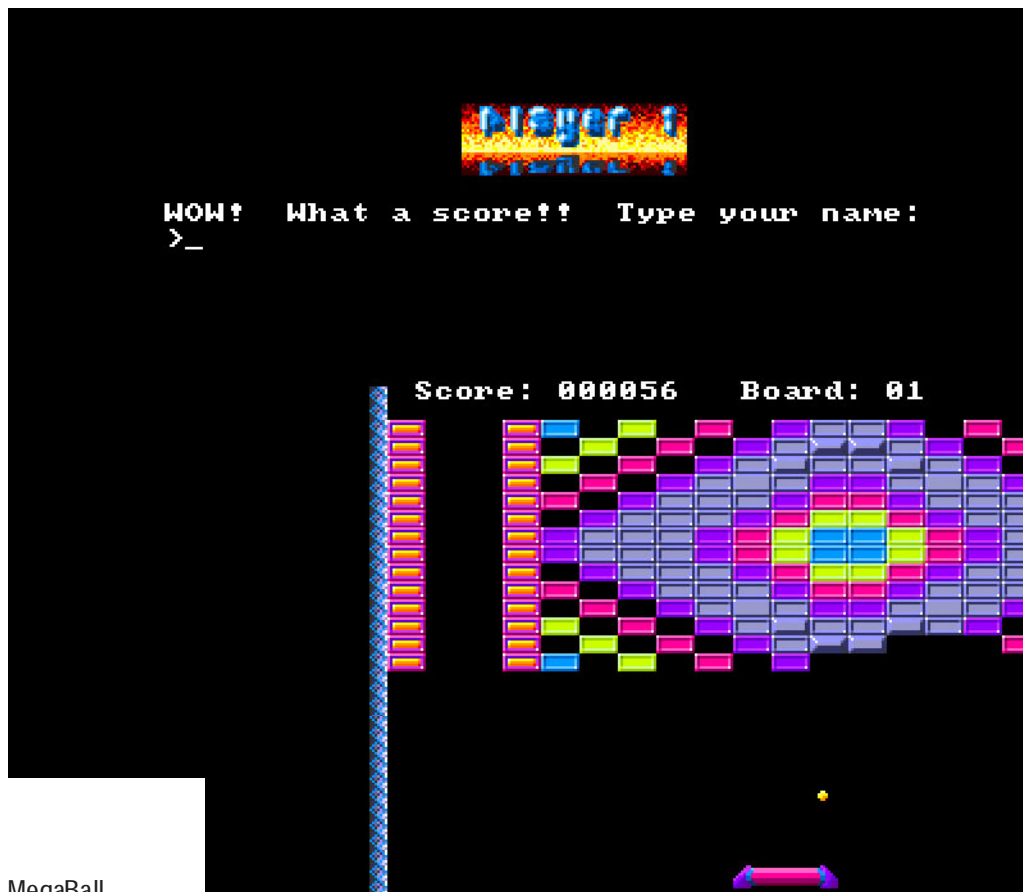 player 1
WOW!  What a score!!  Type your name:
>_
Score: 000056   Board: 01
MegaBall